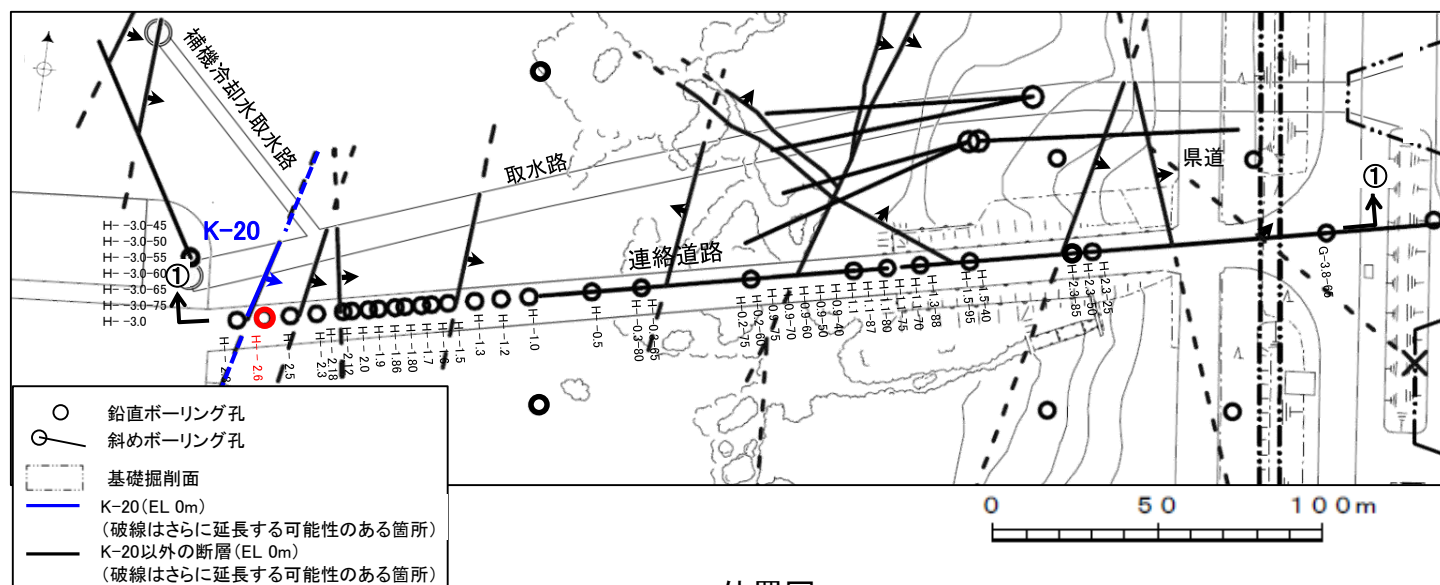 補機冷却水取水路
取水路
県道
①
K-20
連絡道路
H- -3.0-45
H- -3.0-50
H- -3.0-55
H- -3.0-60
H- -3.0-65
H- -3.0-75
H- -3.0
①
H- -2.6
H- -2.5
H- -2.3
H- -2.18
H- -2.12
H- -2.0
H- -1.9
H- -1.86
H- -1.80
H- -1.7
H- -1.5
H- -1.3
H- -1.2
H- -1.0
H- -0.5
H- -0.3-80
H- -0.3-65
H-0.2-75
H-0.2-60
H-0.9-75
H-0.9-70
H-0.9-60
H-0.9-50
H-0.9-40
H-1.1
H-1.1-87
H-1.1-80
H-1.1-75
H-1.1-70
H-1.3-88
H-1.5-95
H-1.5-40
H-2.3-85
H-2.3-50
H-2.3-25
G-3.8-65
鉛直ボーリング孔
斜めボーリング孔
基礎掘削面
K-20(EL 0m)
(破線はさらに延長する可能性のある箇所)
K-20以外の断層(EL 0m)
(破線はさらに延長する可能性のある箇所)
0 50 100m